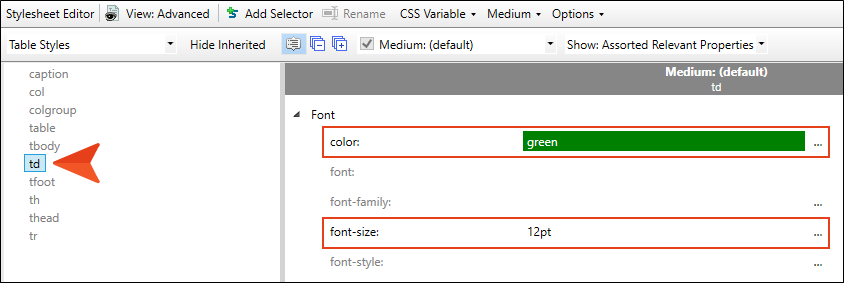 Stylesheet Editor View: Advanced Add Selector Rename CSS Variable Medium Options
Table Styles Hide Inherited Medium: (default) Show: Assorted Relevant Properties
caption
col
colgroup
table
tbody
td
tfoot
th
thead
tr
Medium: (default)
td
Font
color: green ...
font:
font-family: ...
font-size: 12pt ...
font-style: ...